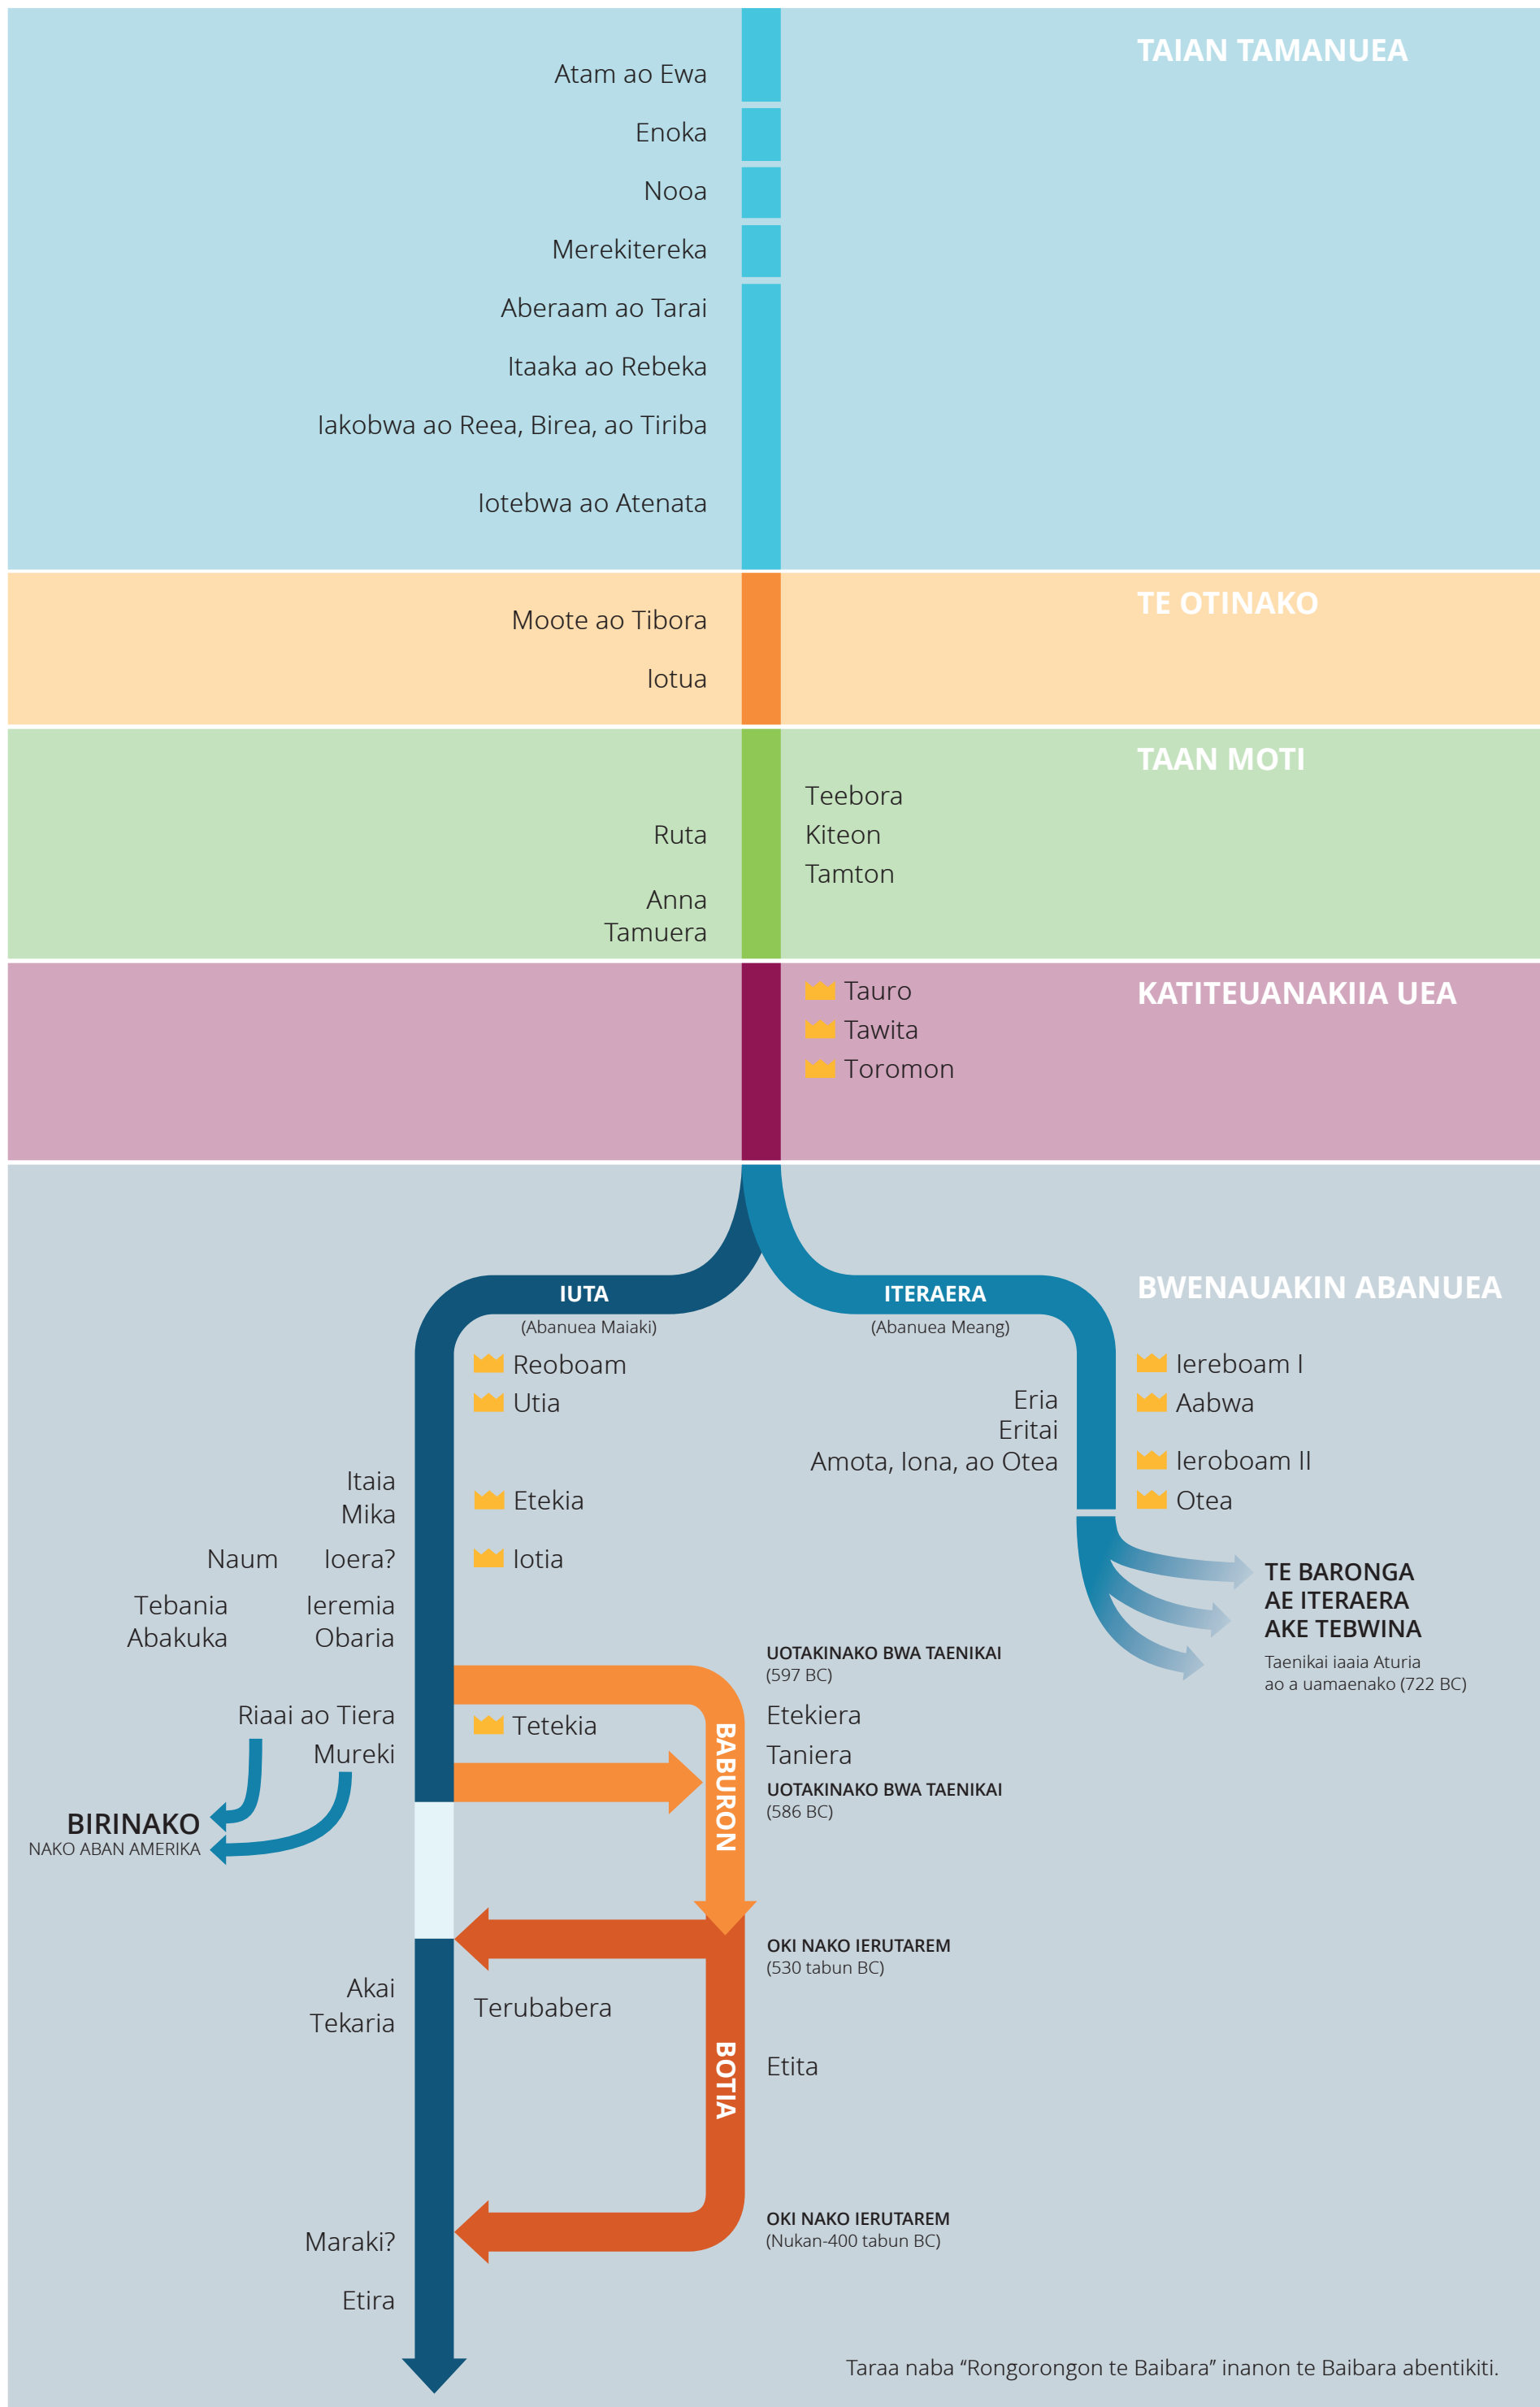 TAIAN TAMANUEA
Atam ao Ewa
Enoka
Nooa
Merekitereka
Aberaam ao Tarai
Itaaka ao Rebeka
Iakobwa ao Reea, Birea, ao Tiriba
Iotebwa ao Atenata
TE OTINAKO
Moote ao Tibora
Iotua
TAAN MOTI
Teebora
Ruta
Kiteon
Tamton
Anna
Tamuera
KATITEUANAKIIA UEA
Tauro
Tawita
Toromon
BWENAUAKIN ABANUEA
IUTA
(Abanuea Maiaki)
Reoboam
Utia
Itaia
Mika
Etekia
Naum
Ioera?
Iotia
Tebania
Abakuka
Ieremia
Obaria
ITERAERA
(Abanuea Meang)
Eria
Eritai
Amota, Iona, ao Otea
Iereboam I
Aabwa
Ieroboam II
Otea
TE BARONGA
AE ITERAERA
AKE TEBWINA
Taenikai iaaia Aturia
ao a uamaenako (722 BC)
UOTAKINAKO BWA TAENIKAI
(597 BC)
Riaai ao Tiera
Mureki
Tetekia
BABURON
Etekiera
Taniera
UOTAKINAKO BWA TAENIKAI
(586 BC)
BIRINAKO
NAKO ABAN AMERIKA
OKI NAKO IERUTAREM
(530 tabun BC)
Akai
Tekaria
Terubabera
BOTIA
Etita
OKI NAKO IERUTAREM
(Nukan-400 tabun BC)
Maraki?
Etira
Taraa naba “Rongorongon te Baibara” inanon te Baibara abentikiti.